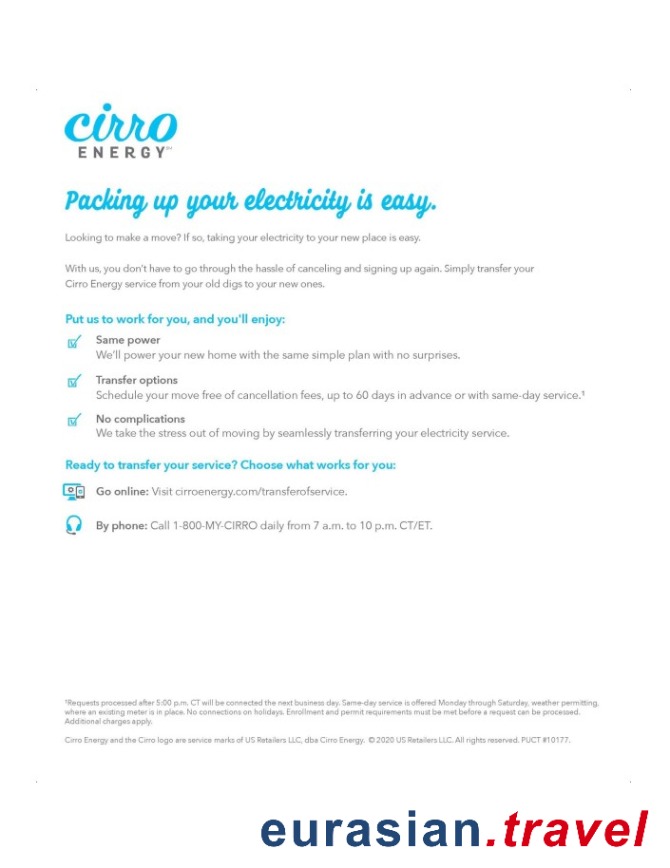 cirro
ENERGY℠
Packing up your electricity is easy.
Looking to make a move? If so, taking your electricity to your new place is easy.
With us, you don't have to go through the hassle of canceling and signing up again. Simply transfer your
Cirro Energy service from your old digs to your new ones.
Put us to work for you, and you'll enjoy:
Same power
We'll power your new home with the same simple plan with no surprises.
Transfer options
Schedule your move free of cancellation fees, up to 60 days in advance or with same-day service.¹
No complications
We take the stress out of moving by seamlessly transferring your electricity service.
Ready to transfer your service? Choose what works for you:
Go online: Visit cirroenergy.com/transferofservice.
By phone: Call 1-800-MY-CIRRO daily from 7 a.m. to 10 p.m. CT/ET.
¹Requests processed after 5:00 p.m. CT will be connected the next business day. Same-day service is offered Monday through Saturday, weather permitting,
where an existing meter is in place. No connections on holidays. Enrollment and permit requirements must be met before a request can be processed.
Additional charges apply.
Cirro Energy and the Cirro logo are service marks of US Retailers LLC, dba Cirro Energy. © 2020 US Retailers LLC. All rights reserved. PUCT #10177.
eurasian.travel